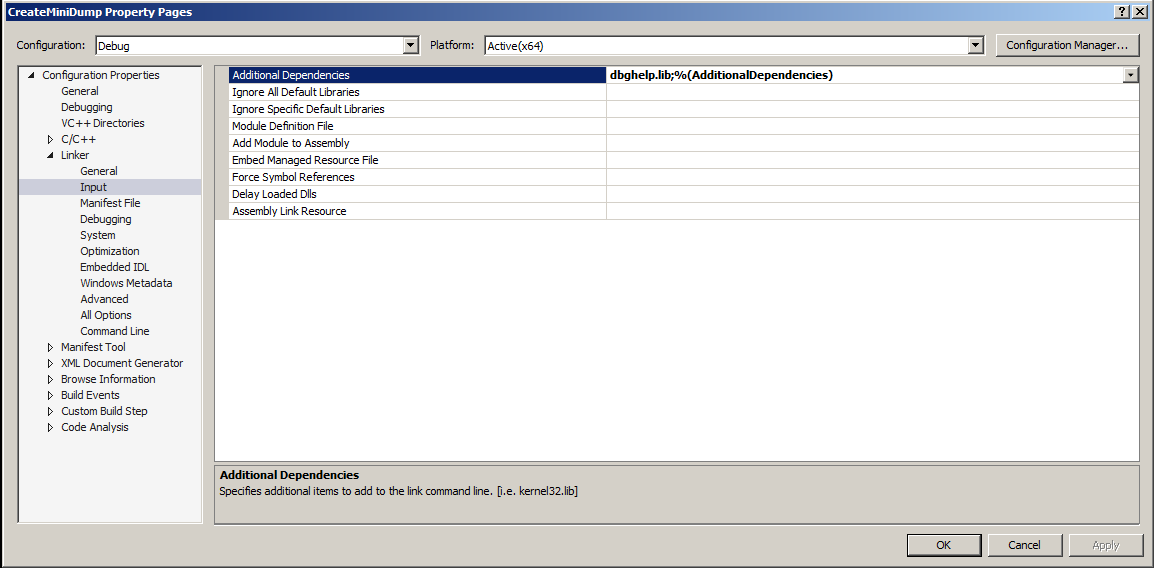 CreateMiniDump Property Pages
Configuration: Debug Platform: Active(x64) Configuration Manager...
Configuration Properties
General
Debugging
VC++ Directories
C/C++
Linker
General
Input
Manifest File
Debugging
System
Optimization
Embedded IDL
Windows Metadata
Advanced
All Options
Command Line
Manifest Tool
XML Document Generator
Browse Information
Build Events
Custom Build Step
Code Analysis
Additional Dependencies dbghelp.lib;%(AdditionalDependencies)
Ignore All Default Libraries
Ignore Specific Default Libraries
Module Definition File
Add Module to Assembly
Embed Managed Resource File
Force Symbol References
Delay Loaded Dlls
Assembly Link Resource
Additional Dependencies
Specifies additional items to add to the link command line. [i.e. kernel32.lib]
OK Cancel Apply